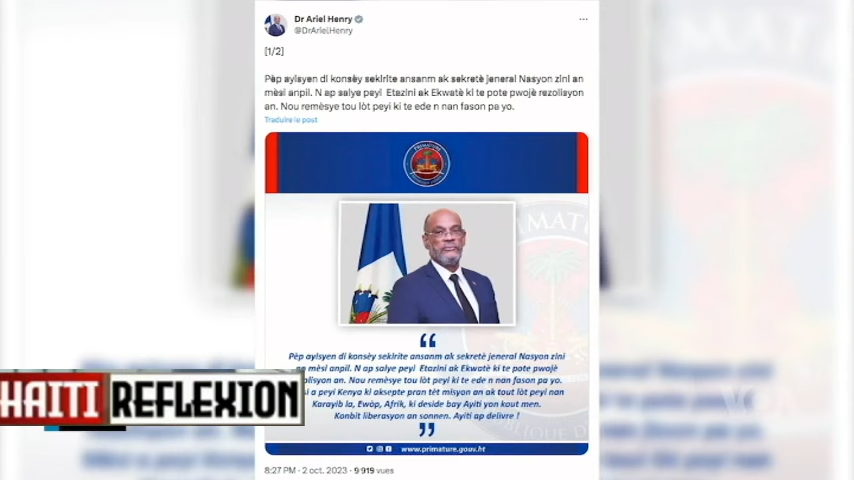 Dr Ariel Henry
@DrArielHenry
[1/2]
Pèp ayisyen di konsèy sekirite ansanm ak sekretè jeneral Nasyon zini an
mèsi anpil. N ap salye peyi Etazini ak Ekwatè ki te pote pwojè rezolisyon
an. Nou remèsye tou lòt peyi ki te ede n nan fason pa yo.
Traduire le post
PRIMATURE
“
Pèp ayisyen di konsèy sekirite ansanm ak sekretè jeneral Nasyon zini
mèsi anpil. N ap salye peyi Etazini ak Ekwatè ki te pote pwojè
zolisyon an. Nou remèsye tou lòt peyi ki te ede n nan fason pa yo.
si a peyi Kenya ki aksepte pran tèt misyon an ak tout lòt peyi nan
Karayib la, Ewòp, Afrik, ki deside bay Ayiti yon kout men.
Konbit liberasyon an sonnen. Ayiti ap delivre !
”
www.primature.gouv.ht
8:27 PM · 2 oct. 2023 · 9 919 vues
HAITI REFLEXION